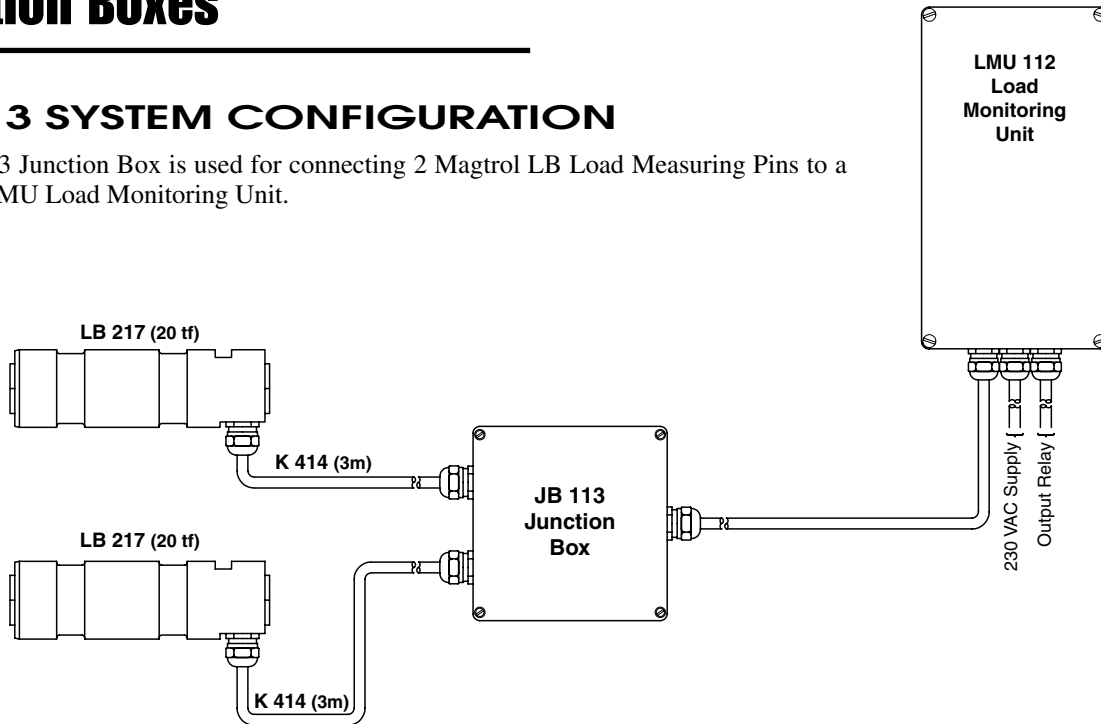 tion Boxes
3 SYSTEM CONFIGURATION
3 Junction Box is used for connecting 2 Magtrol LB Load Measuring Pins to a
MU Load Monitoring Unit.
LMU 112
Load
Monitoring
Unit
LB 217 (20 tf)
K 414 (3m)
JB 113
Junction
Box
LB 217 (20 tf)
K 414 (3m)
230 VAC Supply {
Output Relay {